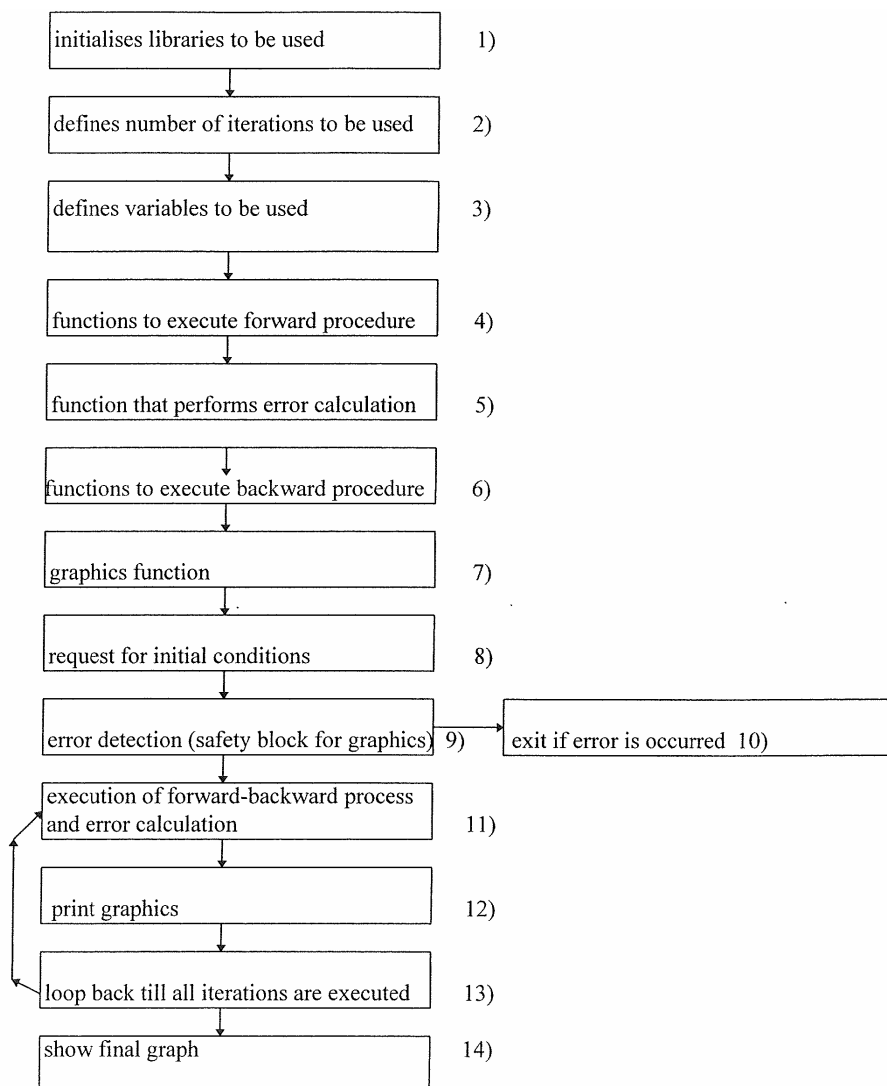 initialises libraries to be used 1)
defines number of iterations to be used 2)
defines variables to be used 3)
functions to execute forward procedure 4)
function that performs error calculation 5)
functions to execute backward procedure 6)
graphics function 7)
request for initial conditions 8)
error detection (safety block for graphics) 9) exit if error is occurred 10)
execution of forward-backward process
and error calculation 11)
print graphics 12)
loop back till all iterations are executed 13)
show final graph 14)